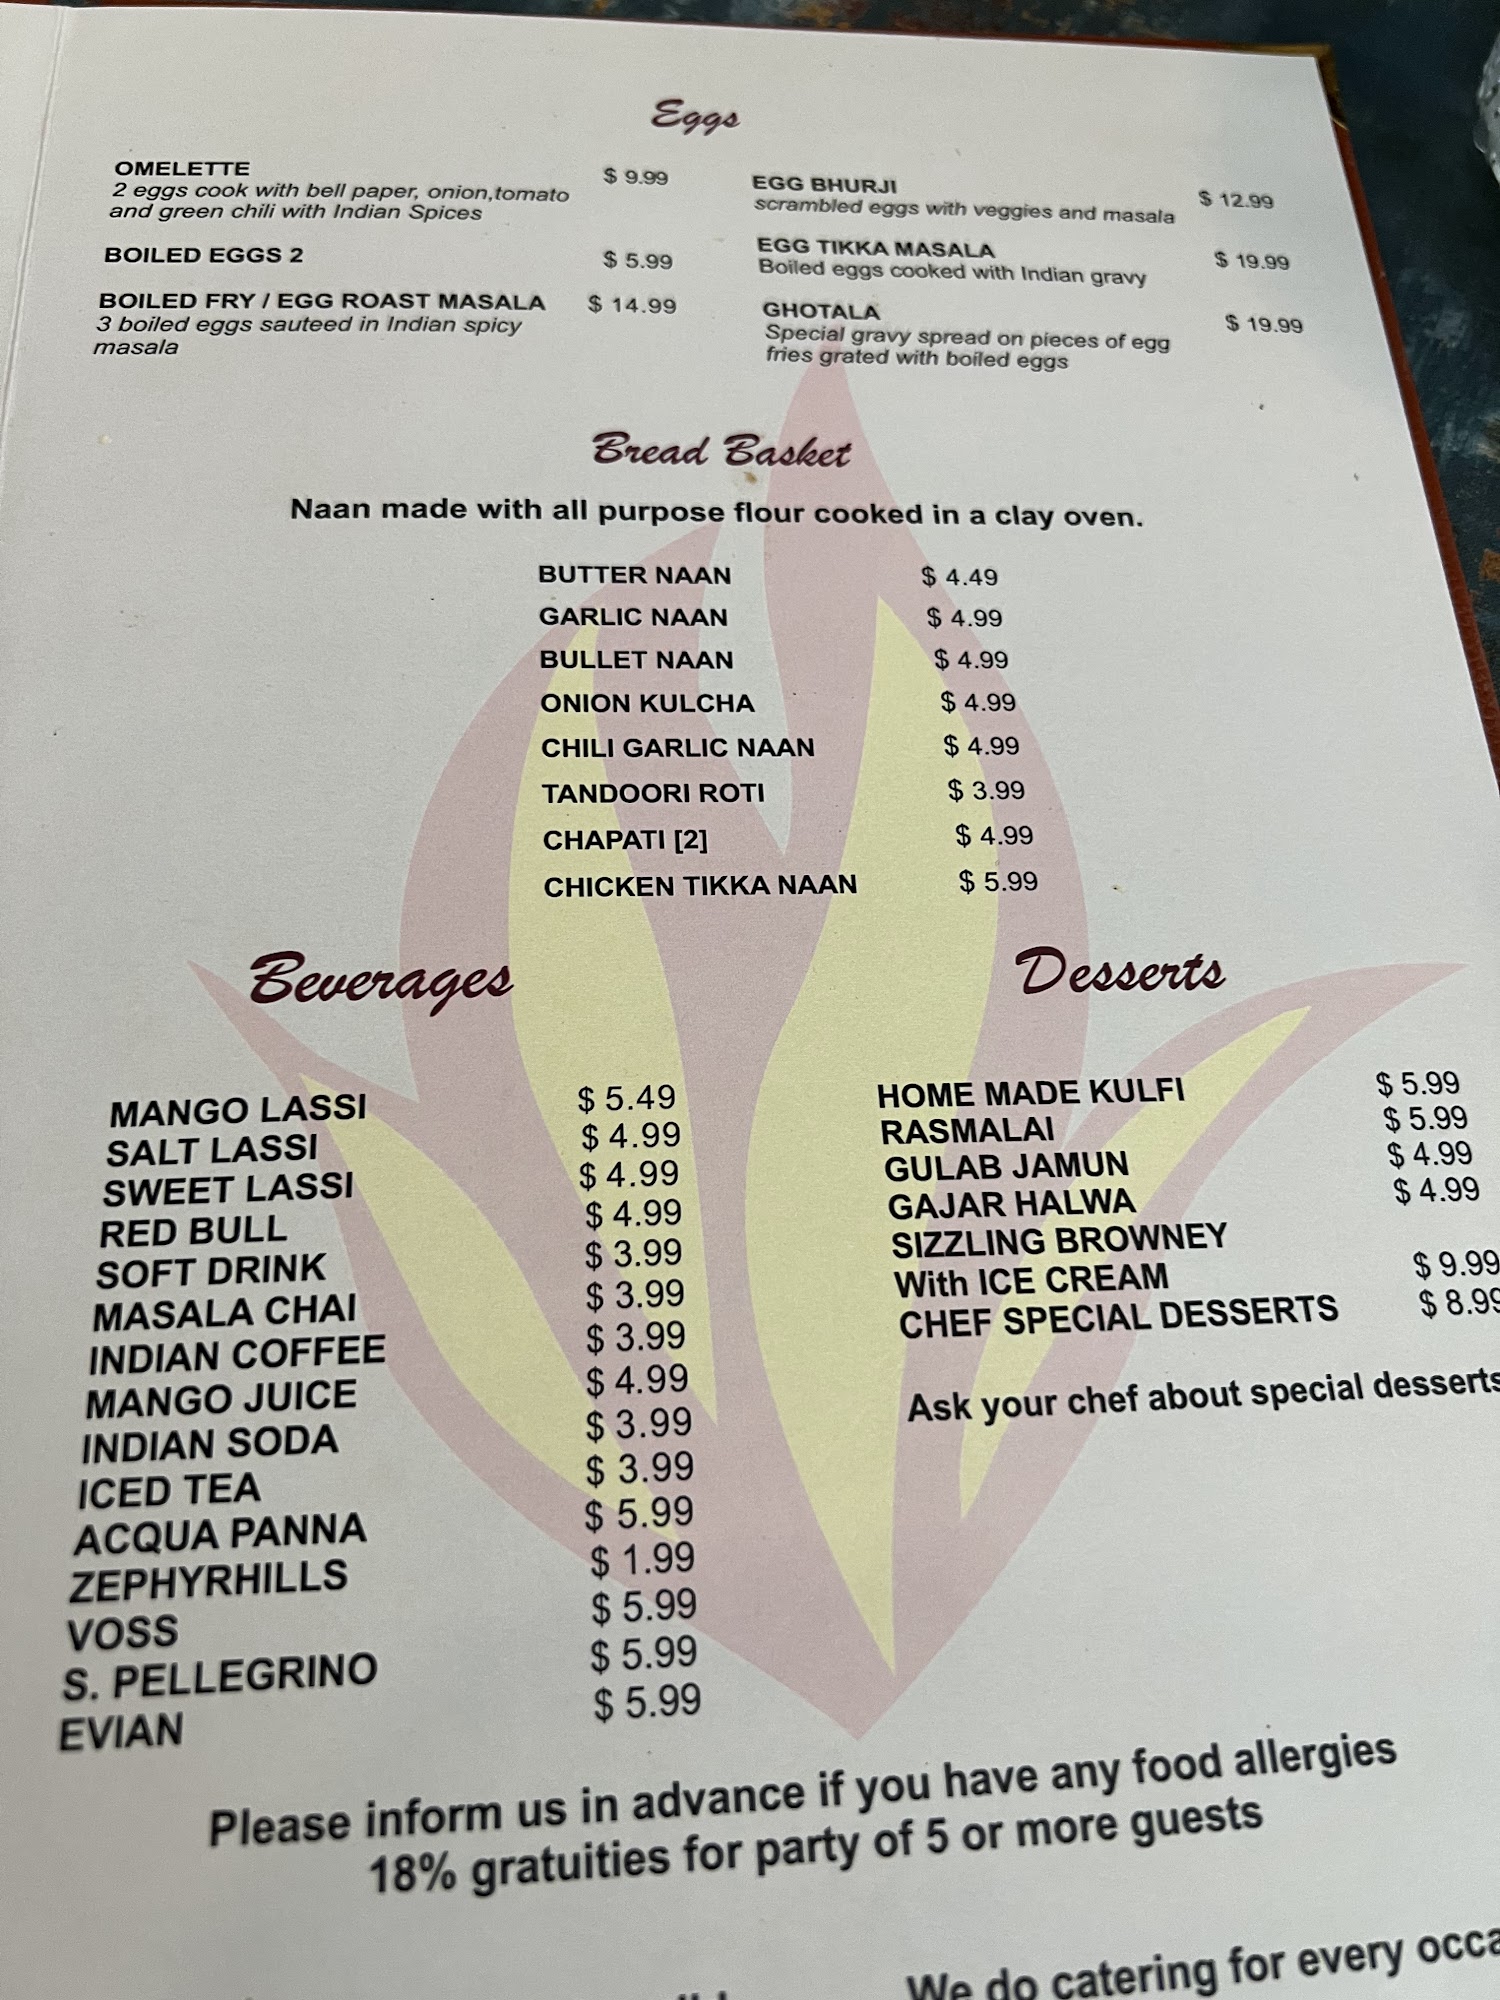 Eggs
OMELETTE $ 9.99
2 eggs cook with bell paper, onion,tomato
and green chili with Indian Spices
BOILED EGGS 2 $ 5.99
BOILED FRY / EGG ROAST MASALA $ 14.99
3 boiled eggs sauteed in Indian spicy
masala
EGG BHURJI $ 12.99
scrambled eggs with veggies and masala
EGG TIKKA MASALA $ 19.99
Boiled eggs cooked with Indian gravy
GHOTALA $ 19.99
Special gravy spread on pieces of egg
fries grated with boiled eggs
Bread Basket
Naan made with all purpose flour cooked in a clay oven.
BUTTER NAAN $ 4.49
GARLIC NAAN $ 4.99
BULLET NAAN $ 4.99
ONION KULCHA $ 4.99
CHILI GARLIC NAAN $ 4.99
TANDOORI ROTI $ 3.99
CHAPATI [2] $ 4.99
CHICKEN TIKKA NAAN $ 5.99
Beverages
MANGO LASSI $ 5.49
SALT LASSI $ 4.99
SWEET LASSI $ 4.99
RED BULL $ 4.99
SOFT DRINK $ 3.99
MASALA CHAI $ 3.99
INDIAN COFFEE $ 3.99
MANGO JUICE $ 4.99
INDIAN SODA $ 3.99
ICED TEA $ 3.99
ACQUA PANNA $ 5.99
ZEPHYRHILLS $ 1.99
VOSS $ 5.99
S. PELLEGRINO $ 5.99
EVIAN $ 5.99
Desserts
HOME MADE KULFI $ 5.99
RASMALAI $ 5.99
GULAB JAMUN $ 4.99
GAJAR HALWA $ 4.99
SIZZLING BROWNEY
With ICE CREAM $ 9.99
CHEF SPECIAL DESSERTS $ 8.99
Ask your chef about special desserts
Please inform us in advance if you have any food allergies
18% gratuities for party of 5 or more guests
We do catering for every occa